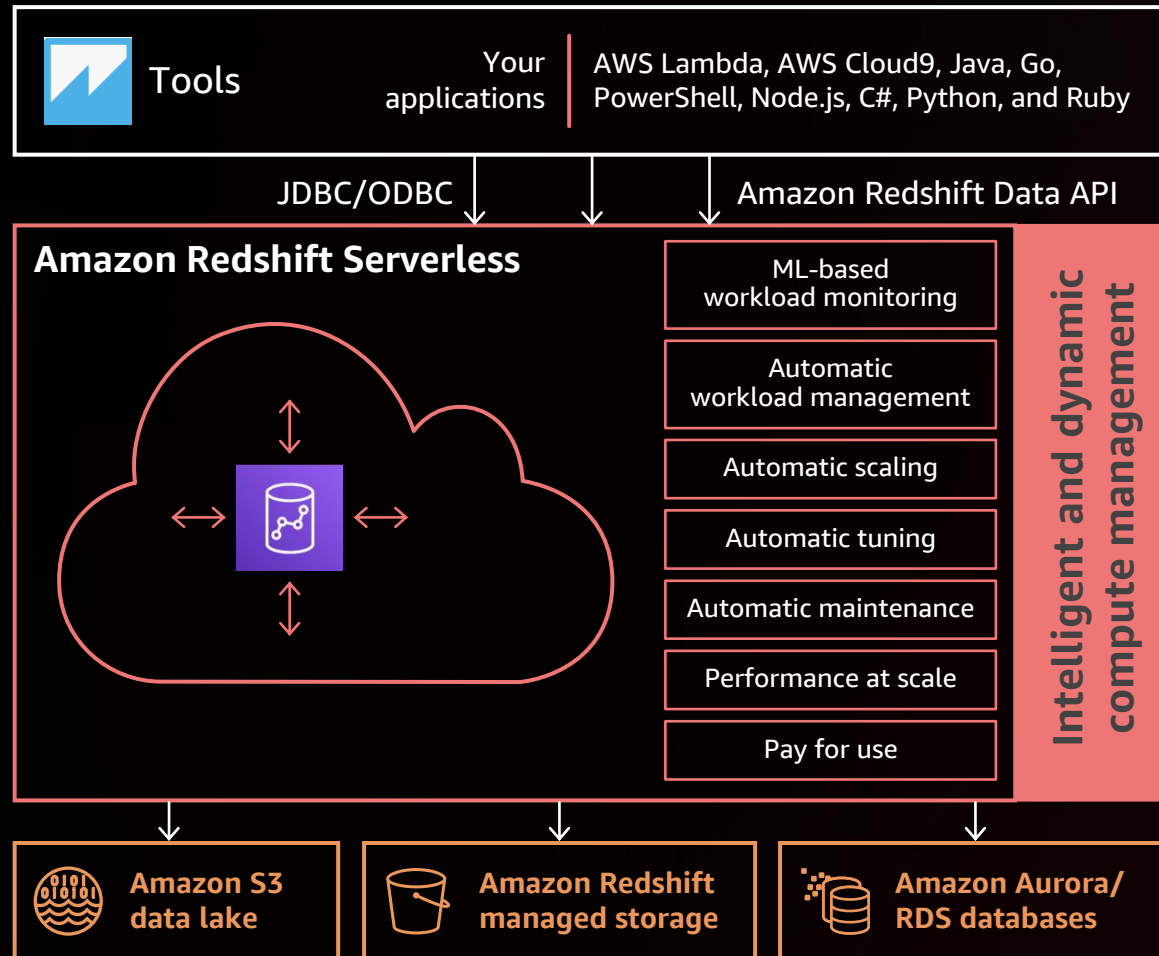 Tools
Your
applications
AWS Lambda, AWS Cloud9, Java, Go,
PowerShell, Node.js, C#, Python, and Ruby
JDBC/ODBC
Amazon Redshift Data API
Amazon Redshift Serverless
ML-based
workload monitoring
Automatic
workload management
Automatic scaling
Automatic tuning
Automatic maintenance
Performance at scale
Pay for use
Intelligent and dynamic
compute management
0101
010101
Amazon S3
data lake
Amazon Redshift
managed storage
Amazon Aurora/
RDS databases